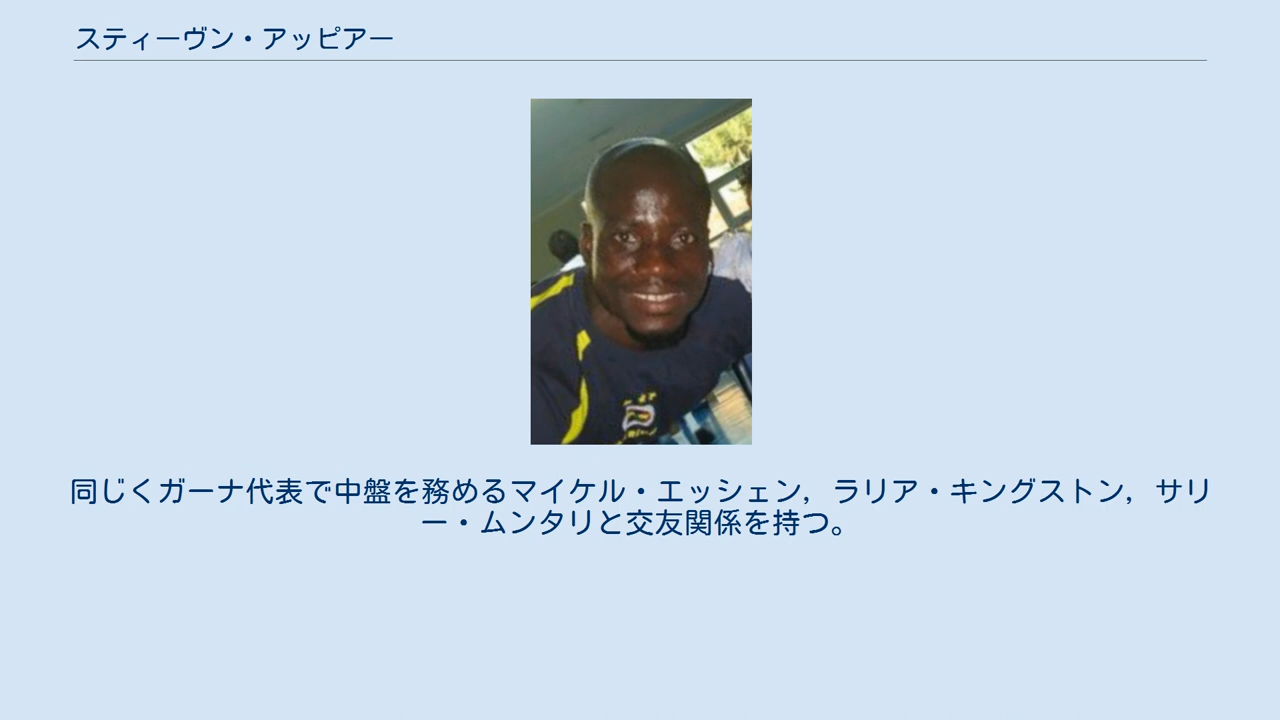 スティーヴン・アッピアー
同じくガーナ代表で中盤を務めるマイケル・エッシェン，ラリア・キングストン，サリ
ー・ムンタリと交友関係を持つ。